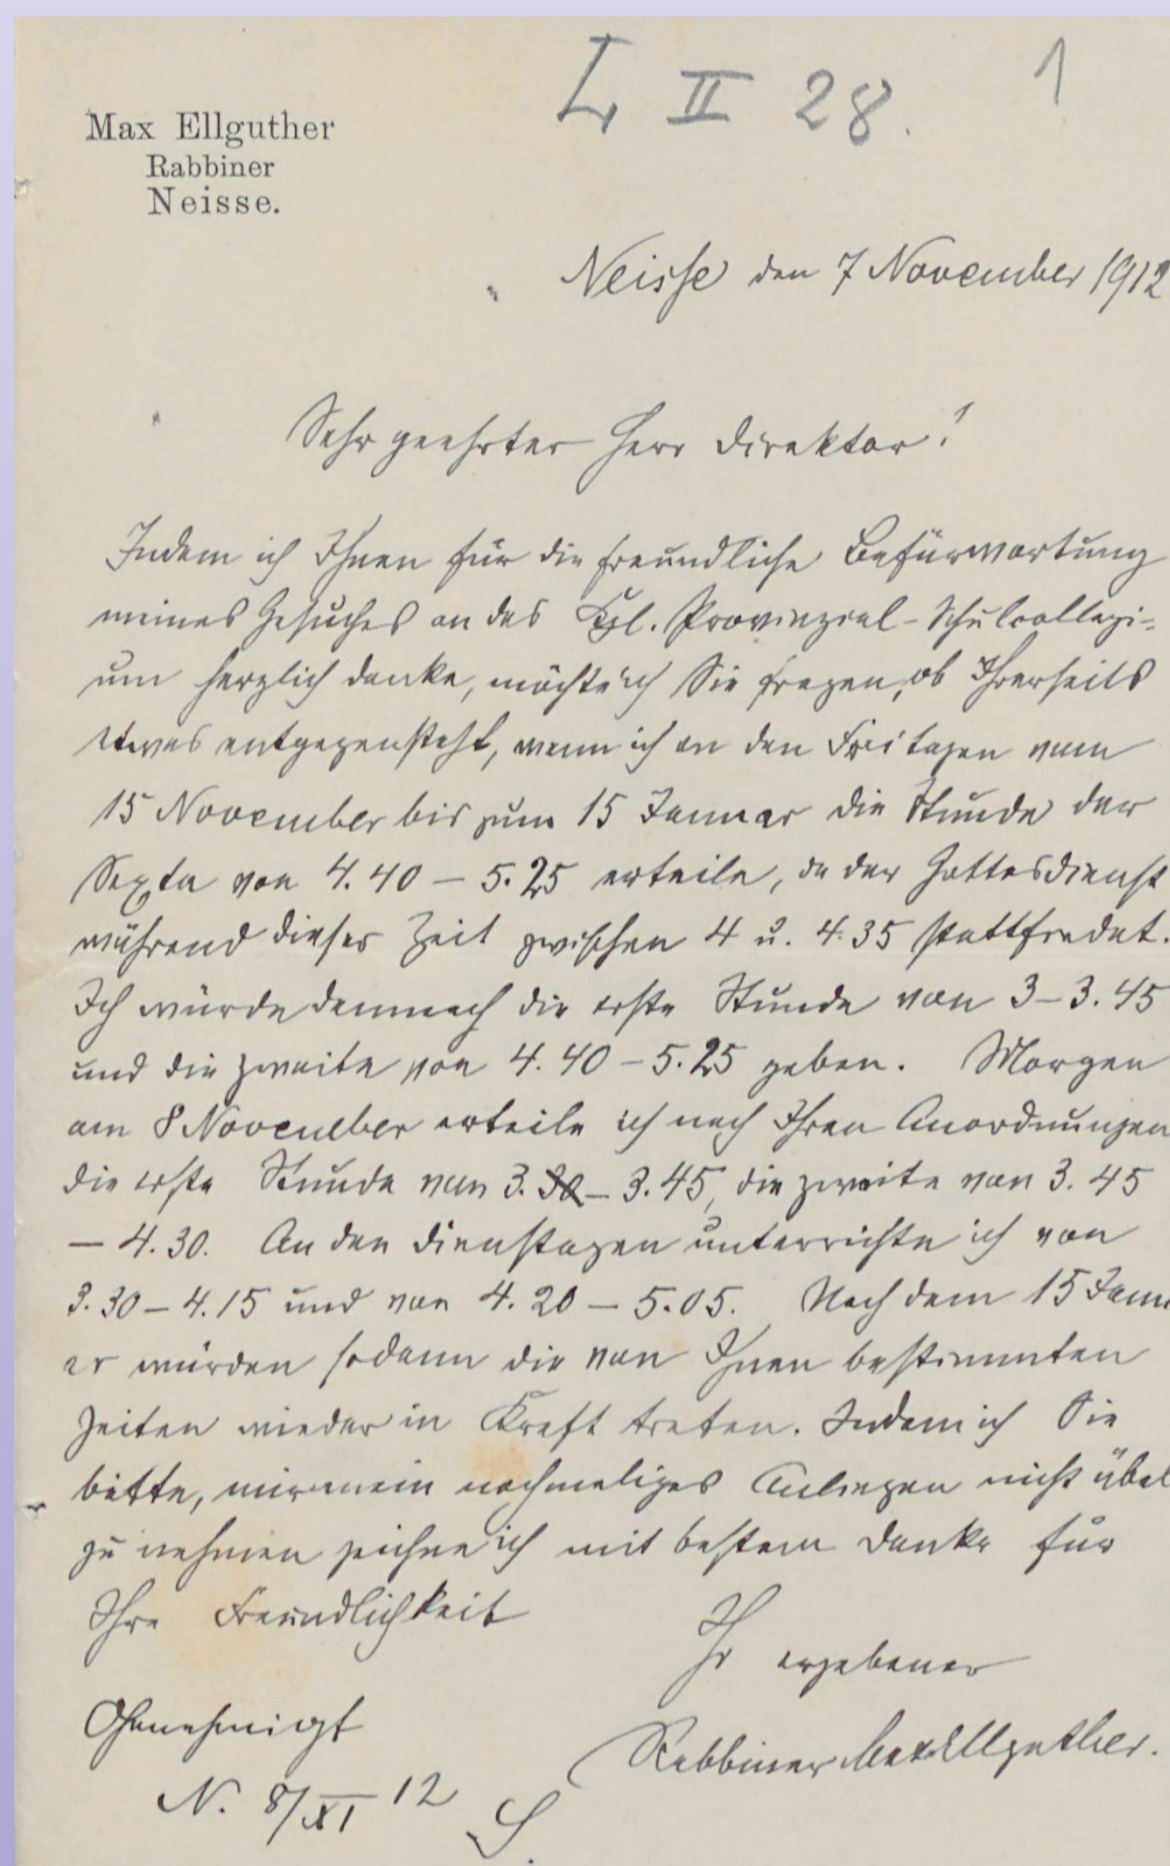 L II 28. 1
Max Ellguther
Rabbiner
Neisse.
Neisse den 7 November 1912
Sehr geehrter Herr Direktor!
Indem ich Ihnen für die freundliche Befürwortung
meines Gesuches an das Kgl. Provinzial-Schulcollegi-
um herzlich danke, möchte ich Sie fragen, ob Ihrerseits
etwas entgegensteht, wenn ich an den Freitagen vom
15 November bis zum 15 Januar die Stunde der
Sexta von 4.40 – 5.25 erteile, da der Gottesdienst
während dieser Zeit zwischen 4 u. 4.35 stattfindet.
Ich würde demnach die erste Stunde von 3–3.45
und die zweite von 4.40 – 5.25 geben. Morgen
am 8 November erteile ich nach Ihren Anordnungen
die erste Stunde von 3.30 – 3.45, die zweite von 3.45
– 4.30. An den Dienstagen unterrichte ich von
3.30 – 4.15 und von 4.20 – 5.05. Nach dem 15 Janu
ar würden sodann die von Ihnen bestimmten
Zeiten wieder in Kraft treten. Indem ich Sie
bitte, mir mein nochmaliges Anliegen nicht übel
zu nehmen zeichne ich mit bestem Danke für
Ihre Freundlichkeit
Ihr ergebener
Rabbiner Max Ellguther.
Genehmigt
N. 8/XI 12
S.